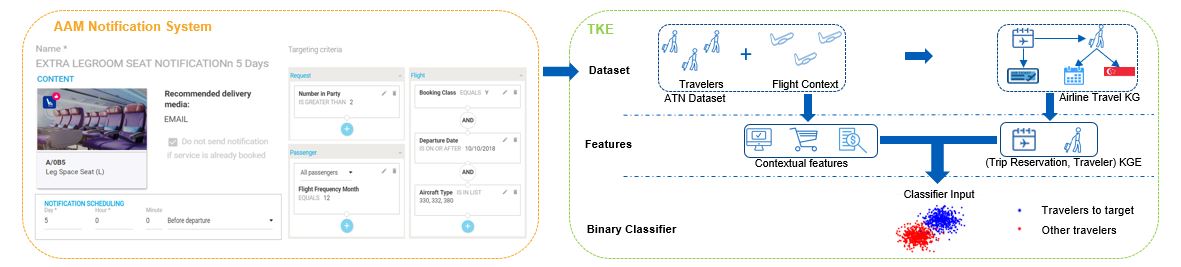 AAM Notification System
Name *
EXTRA LEGROOM SEAT NOTIFICATIONn 5 Days
CONTENT
A/0B5
Leg Space Seat (L)
Recommended delivery
media:
EMAIL
Do not send notification
if service is already booked
NOTIFICATION SCHEDULING
Day * Hour * Minute
5 0 0 Before departure
Targeting criteria
Request
Number in Party
IS GREATER THAN 2
Passenger
All passengers
Flight Frequency Month
EQUALS 12
Flight
Booking Class EQUALS Y
AND
Departure Date
IS ON OR AFTER 10/10/2018
AND
Aircraft Type IS IN LIST
330, 332, 380
TKE
Dataset
+
Travelers
Flight Context
ATN Dataset
Airline Travel KG
Features
Contextual features
(Trip Reservation, Traveler) KGE
Classifier Input
Binary Classifier
Travelers to target
Other travelers